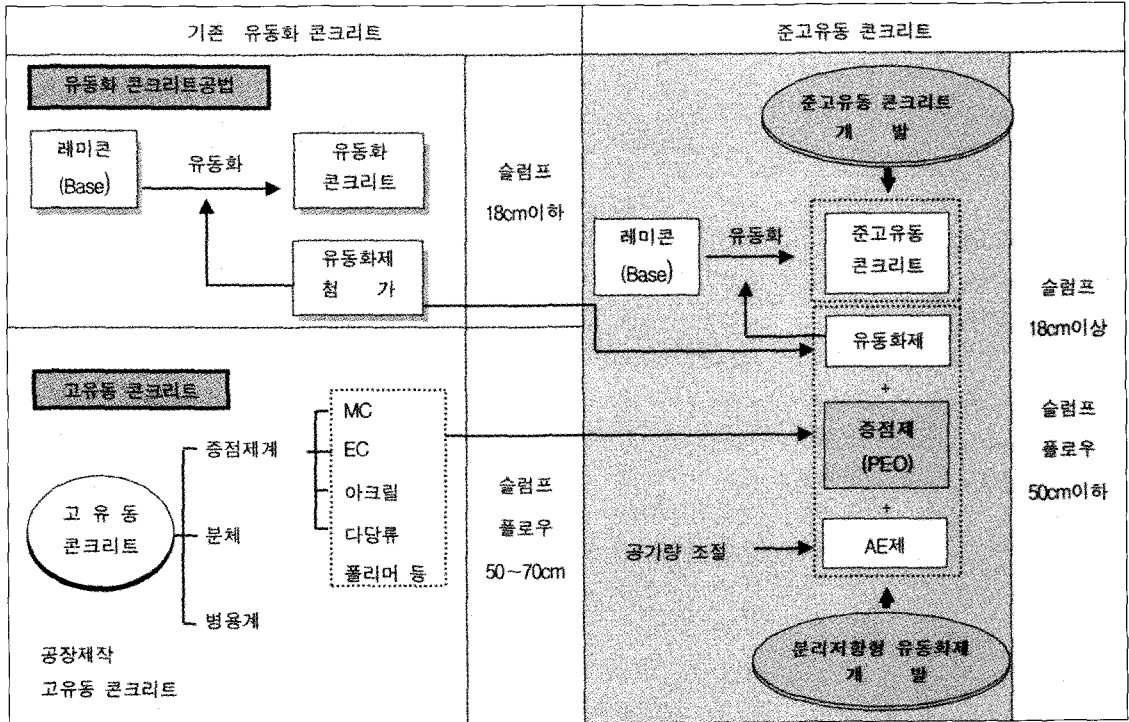 기존 유동화 콘크리트
준고유동 콘크리트
유동화 콘크리트공법
레미콘
(Base)
유동화
유동화
콘크리트
유동화제
첨 가
슬럼프
18cm이하
고유동 콘크리트
고 유 동
콘크리트
증점제계
분체
병용계
MC
EC
아크릴
다당류
폴리머 등
슬럼프
플로우
50~70cm
공장제작
고유동 콘크리트
준고유동 콘크리트
개 발
레미콘
(Base)
유동화
준고유동
콘크리트
유동화제
+
증점제
(PEO)
+
AE제
공기량 조절
분리저항형 유동화제
개 발
슬럼프
18cm이상
슬럼프
플로우
50cm이하